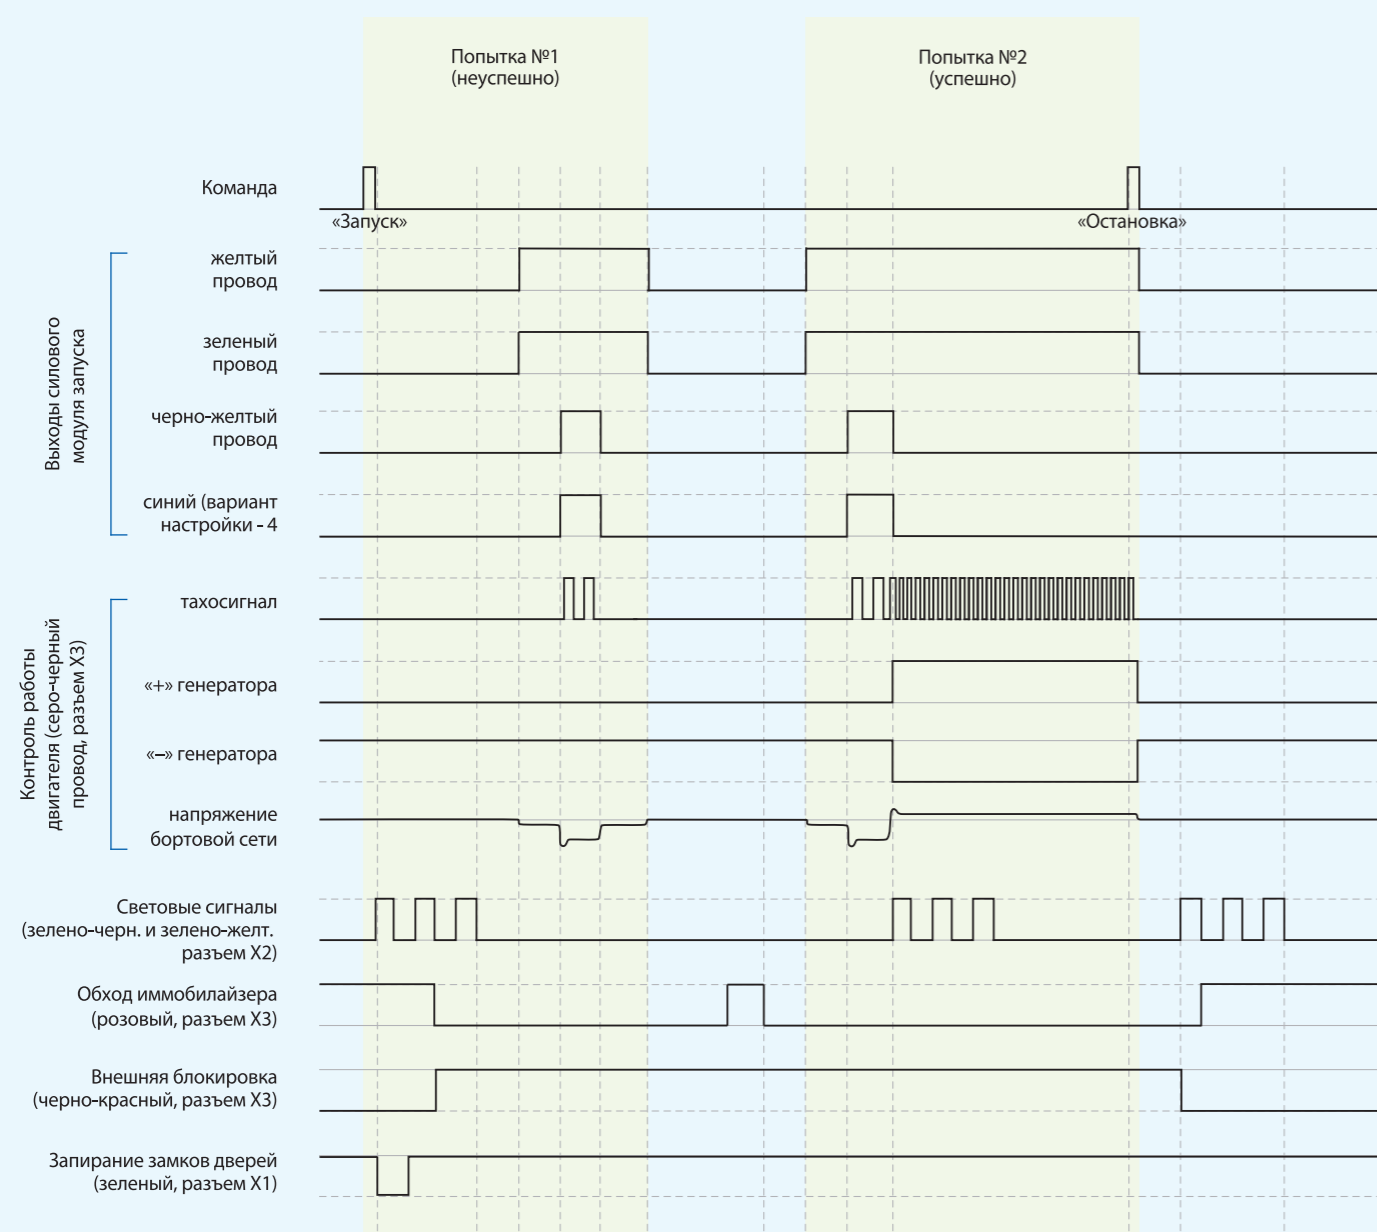 Попытка №1
(неуспешно)
Попытка №2
(успешно)
Команда
«Запуск»
«Остановка»
Выходы силового
модуля запуска
желтый
провод
зеленый
провод
черно-желтый
провод
синий (вариант
настройки - 4
Контроль работы
двигателя (серо-черный
провод, разъем X3)
тахосигнал
«+» генератора
«–» генератора
напряжение
бортовой сети
Световые сигналы
(зелено-черн. и зелено-желт.
разъем X2)
Обход иммобилайзера
(розовый, разъем X3)
Внешняя блокировка
(черно-красный, разъем X3)
Запирание замков дверей
(зеленый, разъем X1)